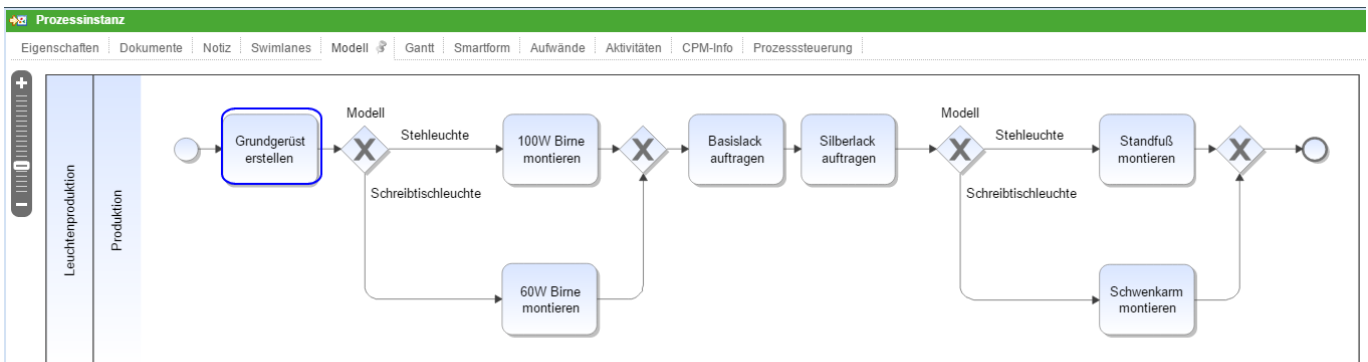 Prozessinstanz
Eigenschaften Dokumente Notiz Swimlanes Modell Gantt Smartform Aufwände Aktivitäten CPM-Info Prozesssteuerung
Leuchtenproduktion
Produktion
Grundgerüst
erstellen
Modell
Stehleuchte
Schreibtischleuchte
100W Birne
montieren
60W Birne
montieren
Basislack
auftragen
Silberlack
auftragen
Modell
Stehleuchte
Schreibtischleuchte
Standfuß
montieren
Schwenkarm
montieren